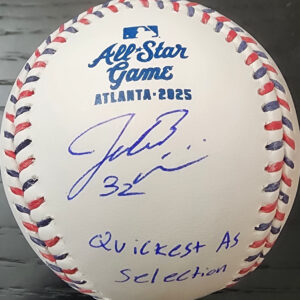 All-Star
Game
ATLANTA • 2025
32
Quickest AS
Selection